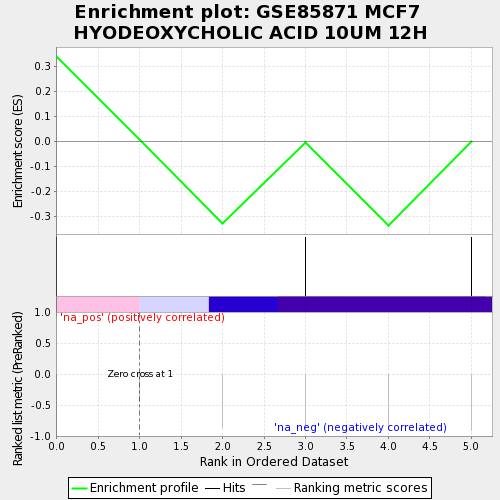 Enrichment plot: GSE85871 MCF7
HYODEOXYCHOLIC ACID 10UM 12H
Enrichment score (ES)
0.3
0.2
0.1
0.0
-0.1
-0.2
-0.3
Ranked list metric (PreRanked)
1.0
0.5
0.0
-0.5
-1.0
'na_pos' (positively correlated)
Zero cross at 1
'na_neg' (negatively correlated)
0.0 0.5 1.0 1.5 2.0 2.5 3.0 3.5 4.0 4.5 5.0
Rank in Ordered Dataset
Enrichment profile Hits Ranking metric scores